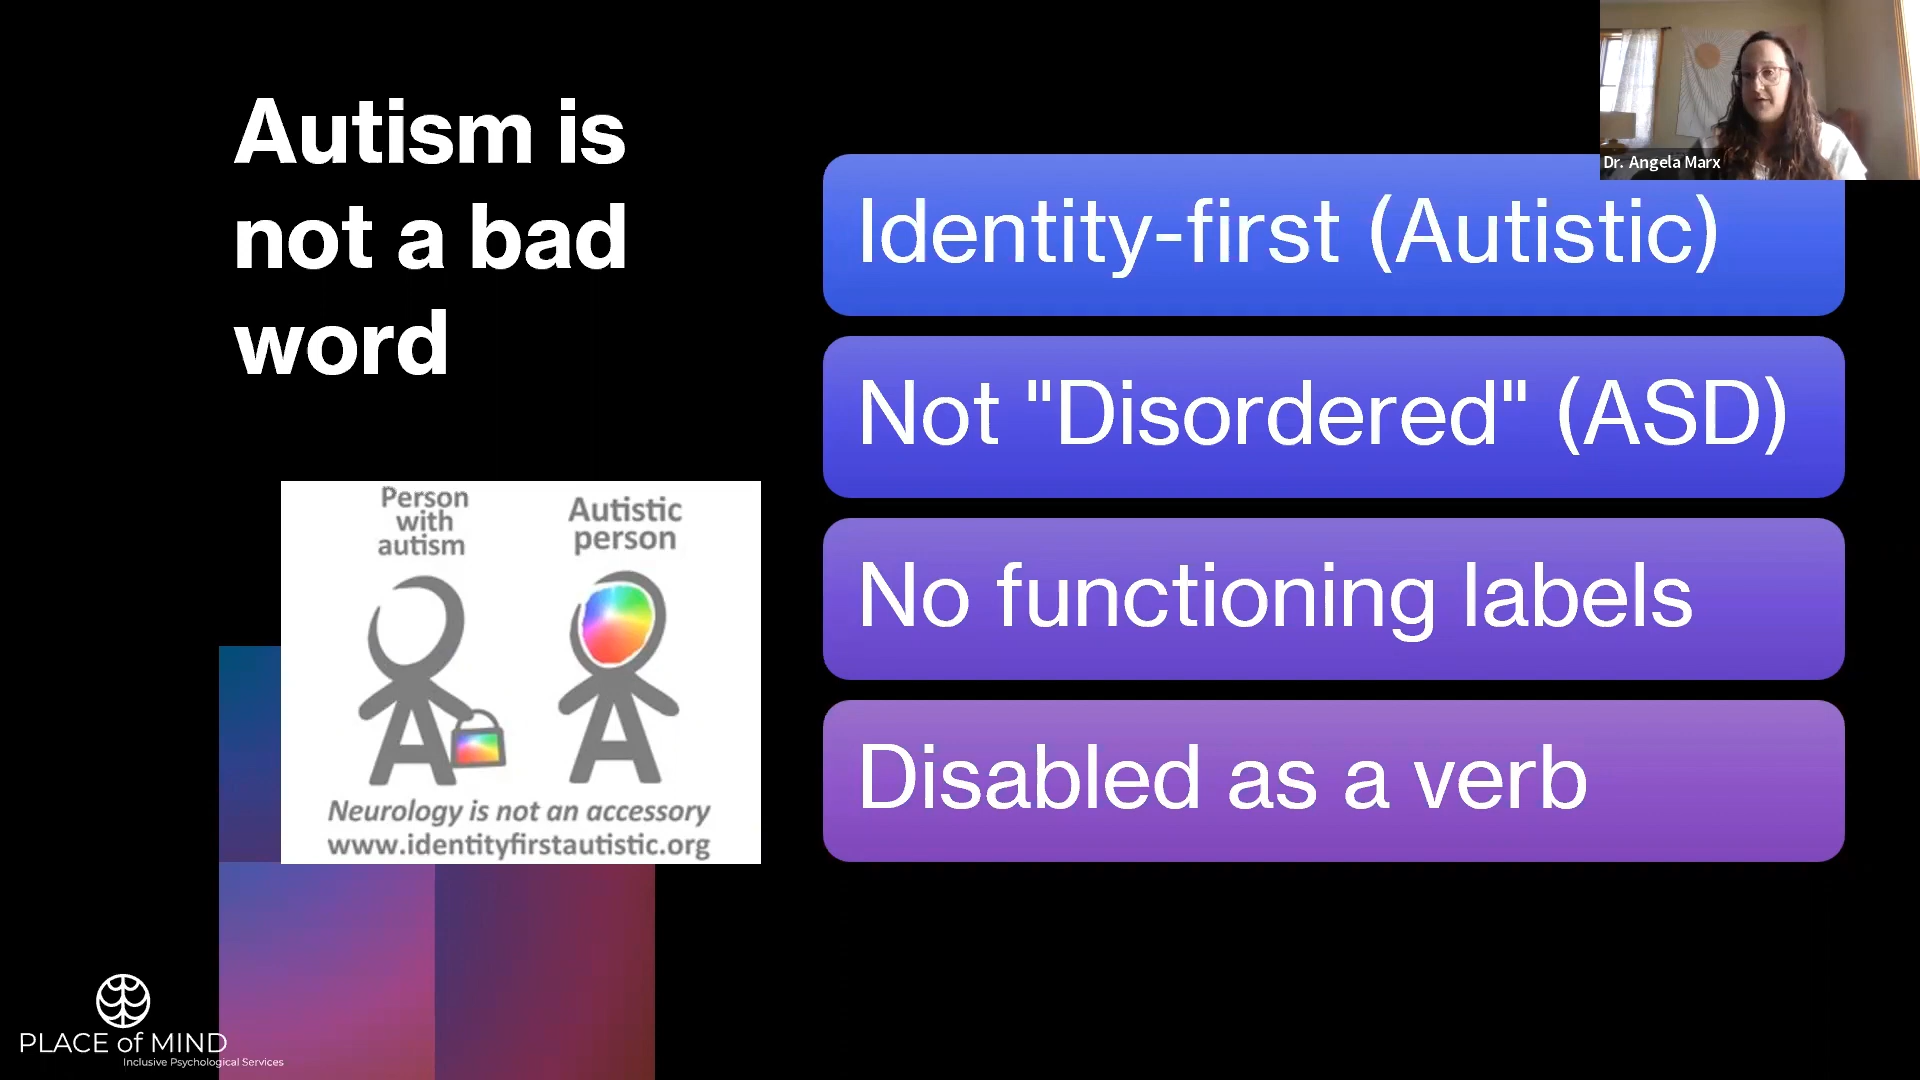 Autism is
not a bad
word
Person
with
autism
Autistic
person
Neurology is not an accessory
www.identityfirstautistic.org
Identity-first (Autistic)
Not "Disordered" (ASD)
No functioning labels
Disabled as a verb
Dr. Angela Marx
PLACE of MIND
Inclusive Psychological Services